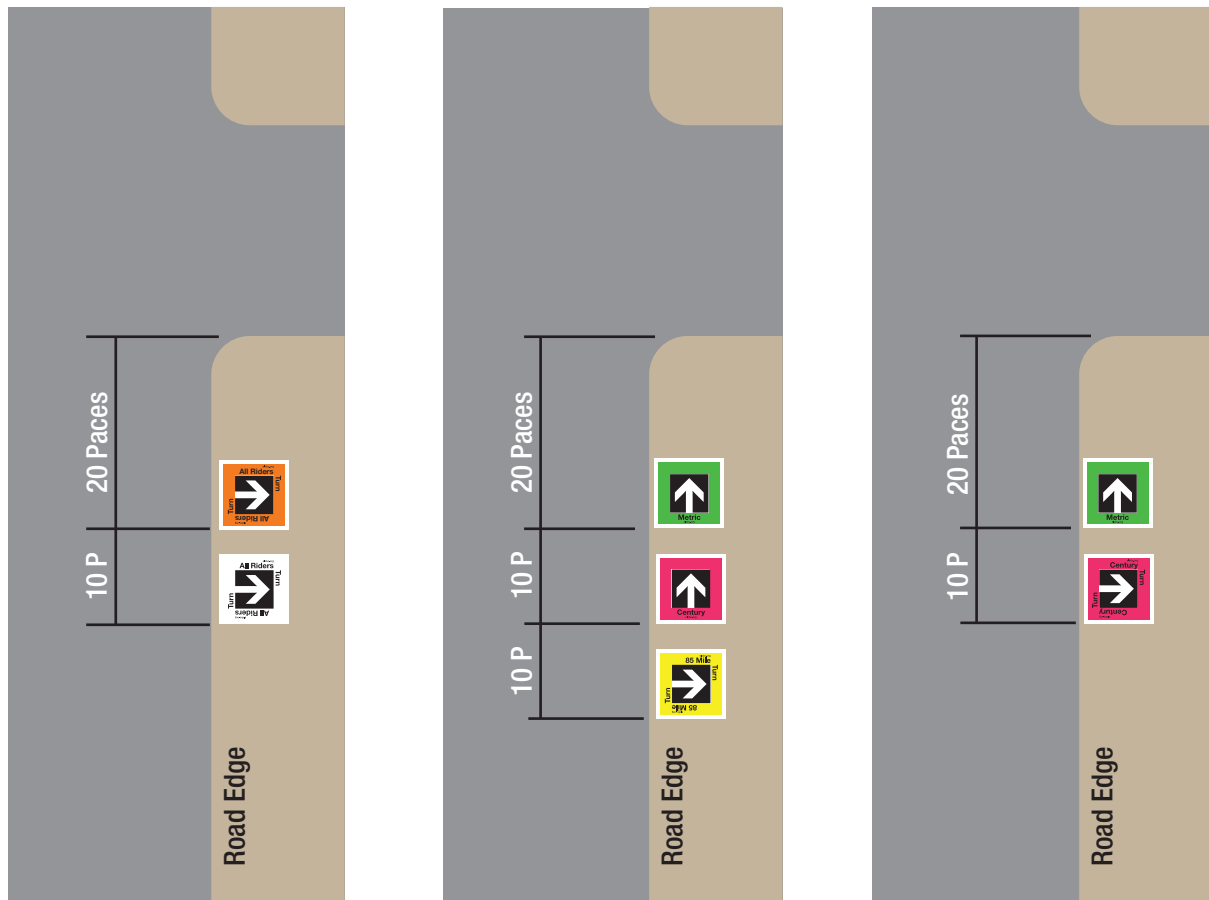 20 Paces
10 P
All Riders
Turn
Turn
All Riders
All Riders
Turn
Turn
All Riders
Road Edge
20 Paces
10 P
10 P
Metric
Century
85 Mile
Turn
Turn
85 Mile
Road Edge
20 Paces
10 P
Metric
Century
Turn
Turn
Century
Road Edge